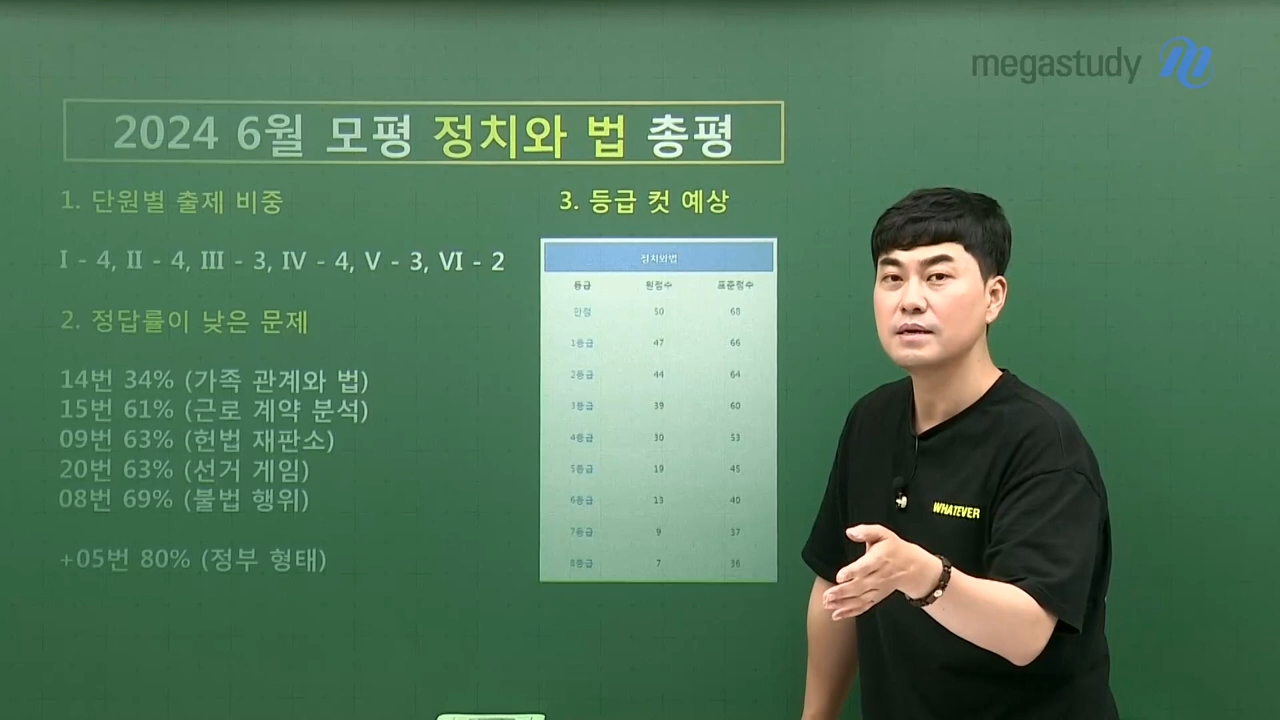 megastudy
2024 6월 모평 정치와 법 총평
1. 단원별 출제 비중
Ⅰ - 4, Ⅱ - 4, Ⅲ - 3, Ⅳ - 4, Ⅴ - 3, Ⅵ - 2
2. 정답률이 낮은 문제
14번 34% (가족 관계와 법)
15번 61% (근로 계약 분석)
09번 63% (헌법 재판소)
20번 63% (선거 게임)
08번 69% (불법 행위)
+05번 80% (정부 형태)
3. 등급 컷 예상
정치와법
등급 원점수 표준점수
만점 50 68
1등급 47 66
2등급 44 64
3등급 39 60
4등급 30 53
5등급 19 45
6등급 13 40
7등급 9 37
8등급 7 36
WHATEVER